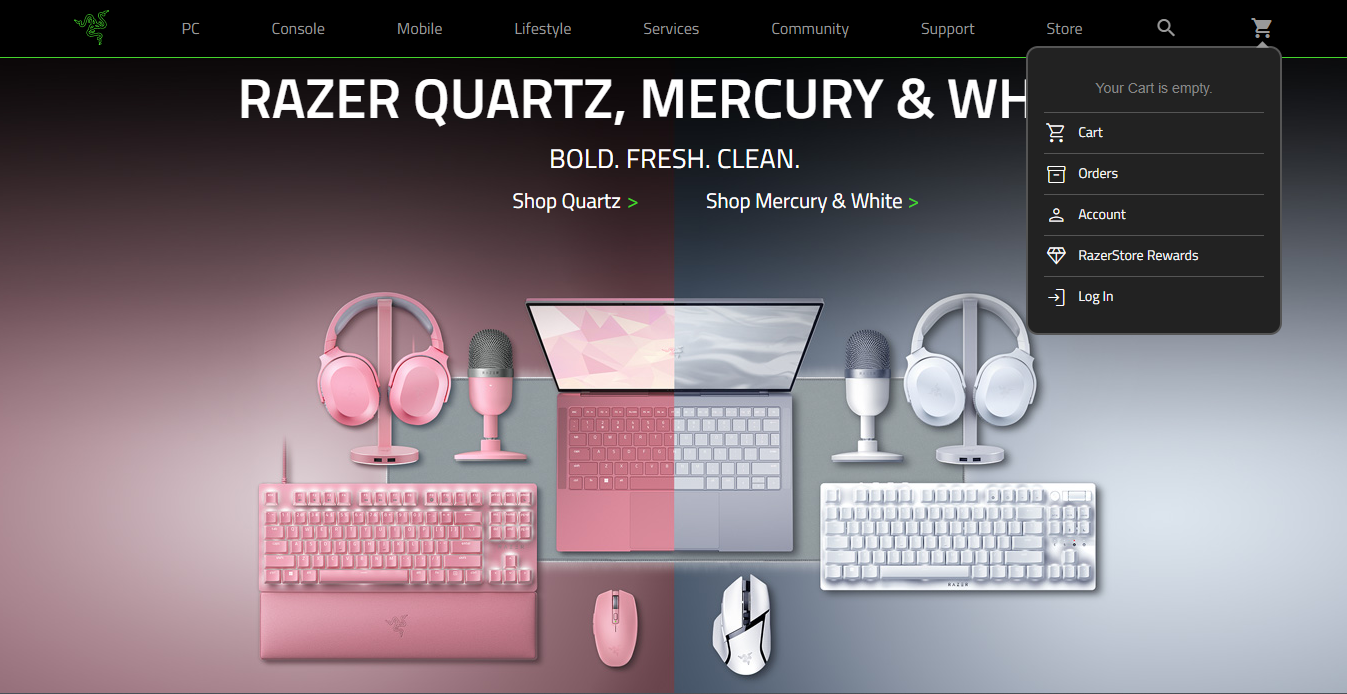 PC Console Mobile Lifestyle Services Community Support Store
RAZER QUARTZ, MERCURY & WH
BOLD. FRESH. CLEAN.
Shop Quartz > Shop Mercury & White >
Your Cart is empty.
Cart
Orders
Account
RazerStore Rewards
Log In
RAZER